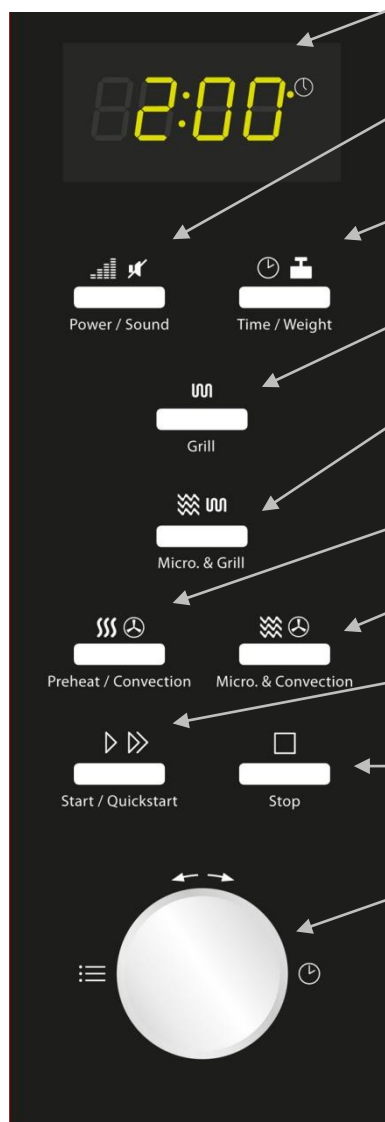 2:00
Power / Sound
Time / Weight
Grill
Micro. & Grill
Preheat / Convection
Micro. & Convection
Start / Quickstart
Stop